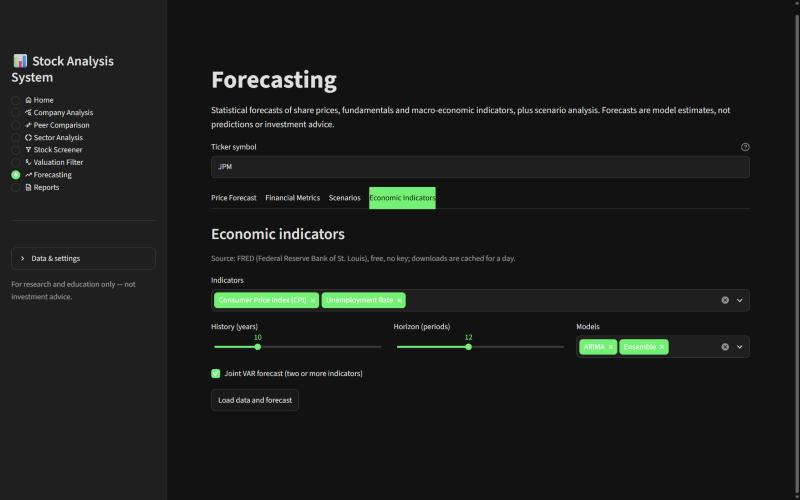 Stock Analysis
System
Home
Company Analysis
Peer Comparison
Sector Analysis
Stock Screener
Valuation Filter
Forecasting
Reports
Data & settings
For research and education only — not
investment advice.
Forecasting
Statistical forecasts of share prices, fundamentals and macro-economic indicators, plus scenario analysis. Forecasts are model estimates, not
predictions or investment advice.
Ticker symbol
JPM
Price Forecast Financial Metrics Scenarios Economic Indicators
Economic indicators
Source: FRED (Federal Reserve Bank of St. Louis), free, no key; downloads are cached for a day.
Indicators
Consumer Price Index (CPI) Unemployment Rate
History (years) Horizon (periods) Models
10 12
ARIMA Ensemble
Joint VAR forecast (two or more indicators)
Load data and forecast